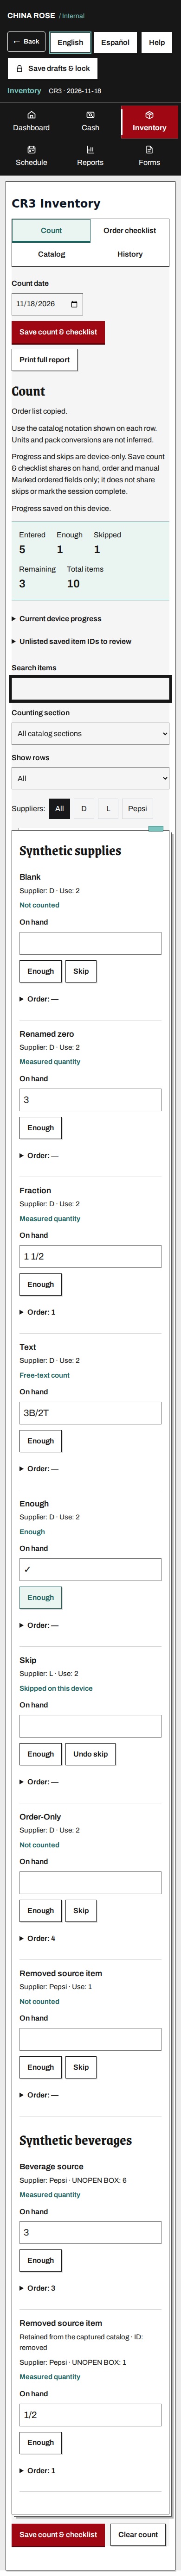 CHINA ROSE / Internal
← Back
English
Español
Help
Save drafts & lock
Inventory CR3 · 2026-11-18
Dashboard
Cash
Inventory
Schedule
Reports
Forms
CR3 Inventory
Count
Order checklist
Catalog
History
Count date
11/18/2026
Save count & checklist
Print full report
Count
Order list copied.
Use the catalog notation shown on each row.
Units and pack conversions are not inferred.
Progress and skips are device-only. Save count
& checklist shares on hand, order and manual
Marked ordered fields only; it does not share
skips or mark the session complete.
Progress saved on this device.
Entered Enough Skipped
5 1 1
Remaining Total items
3 10
Current device progress
Unlisted saved item IDs to review
Search items
Counting section
All catalog sections
Show rows
All
Suppliers: All D L Pepsi
Synthetic supplies
Blank
Supplier: D · Use: 2
Not counted
On hand
Enough Skip
Order: —
Renamed zero
Supplier: D · Use: 2
Measured quantity
On hand
3
Enough
Order: —
Fraction
Supplier: D · Use: 2
Measured quantity
On hand
1 1/2
Enough
Order: 1
Text
Supplier: D · Use: 2
Free-text count
On hand
3B/2T
Enough
Order: —
Enough
Supplier: D · Use: 2
Enough
On hand
✓
Enough
Order: —
Skip
Supplier: L · Use: 2
Skipped on this device
On hand
Enough Undo skip
Order: —
Order-Only
Supplier: D · Use: 2
Not counted
On hand
Enough Skip
Order: 4
Removed source item
Supplier: Pepsi · Use: 1
Not counted
On hand
Enough Skip
Order: —
Synthetic beverages
Beverage source
Supplier: Pepsi · UNOPEN BOX: 6
Measured quantity
On hand
3
Enough
Order: 3
Removed source item
Retained from the captured catalog · ID:
removed
Supplier: Pepsi · UNOPEN BOX: 1
Measured quantity
On hand
1/2
Enough
Order: 1
Save count & checklist
Clear count